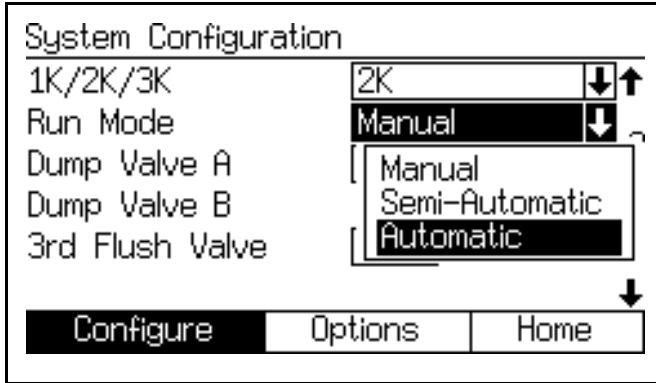 System Configuration
1K/2K/3K 2K
Run Mode Manual
Dump Valve A Manual
Dump Valve B Semi-Automatic
3rd Flush Valve Automatic
Configure Options Home